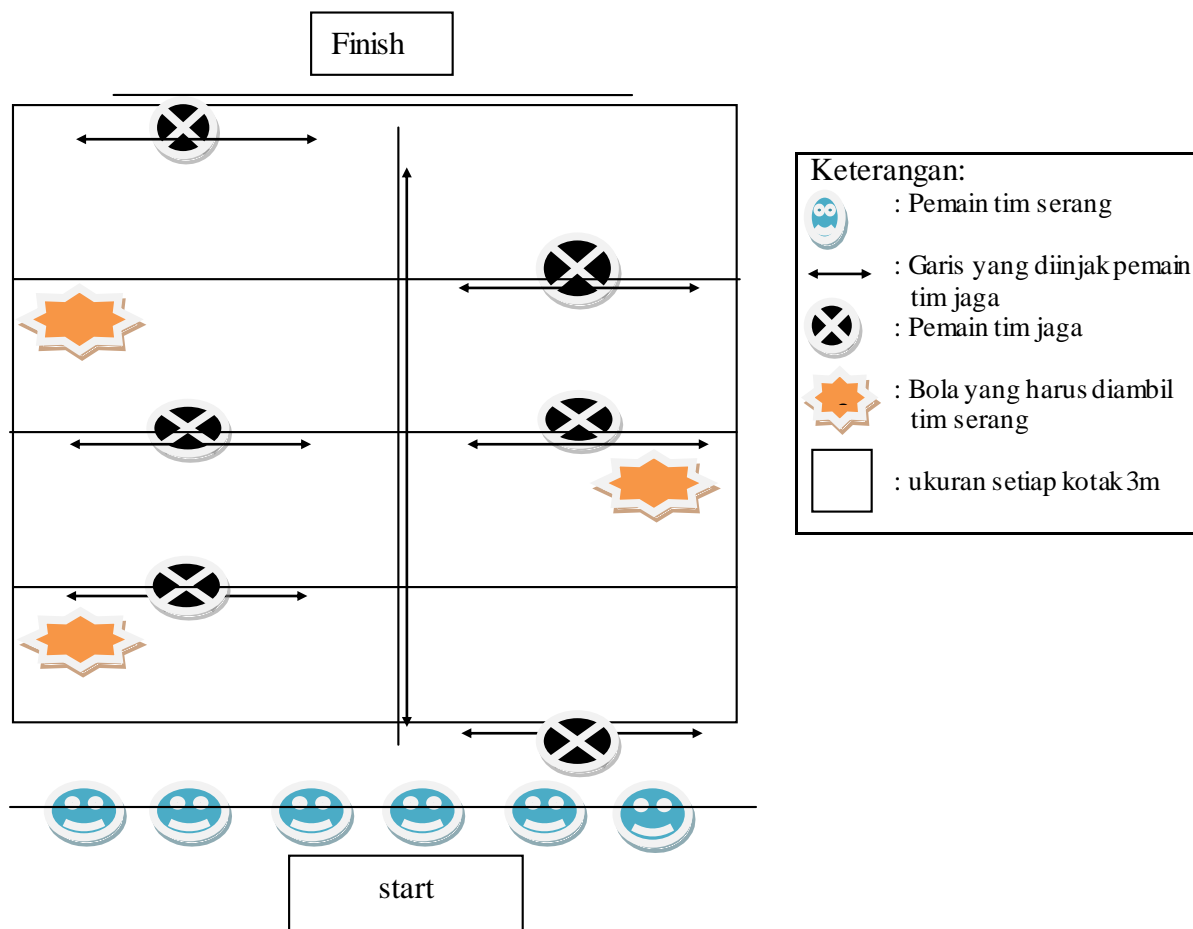 Finish
Keterangan:
: Pemain tim serang
: Garis yang diinjak pemain
tim jaga
: Pemain tim jaga
: Bola yang harus diambil
tim serang
: ukuran setiap kotak 3m
start